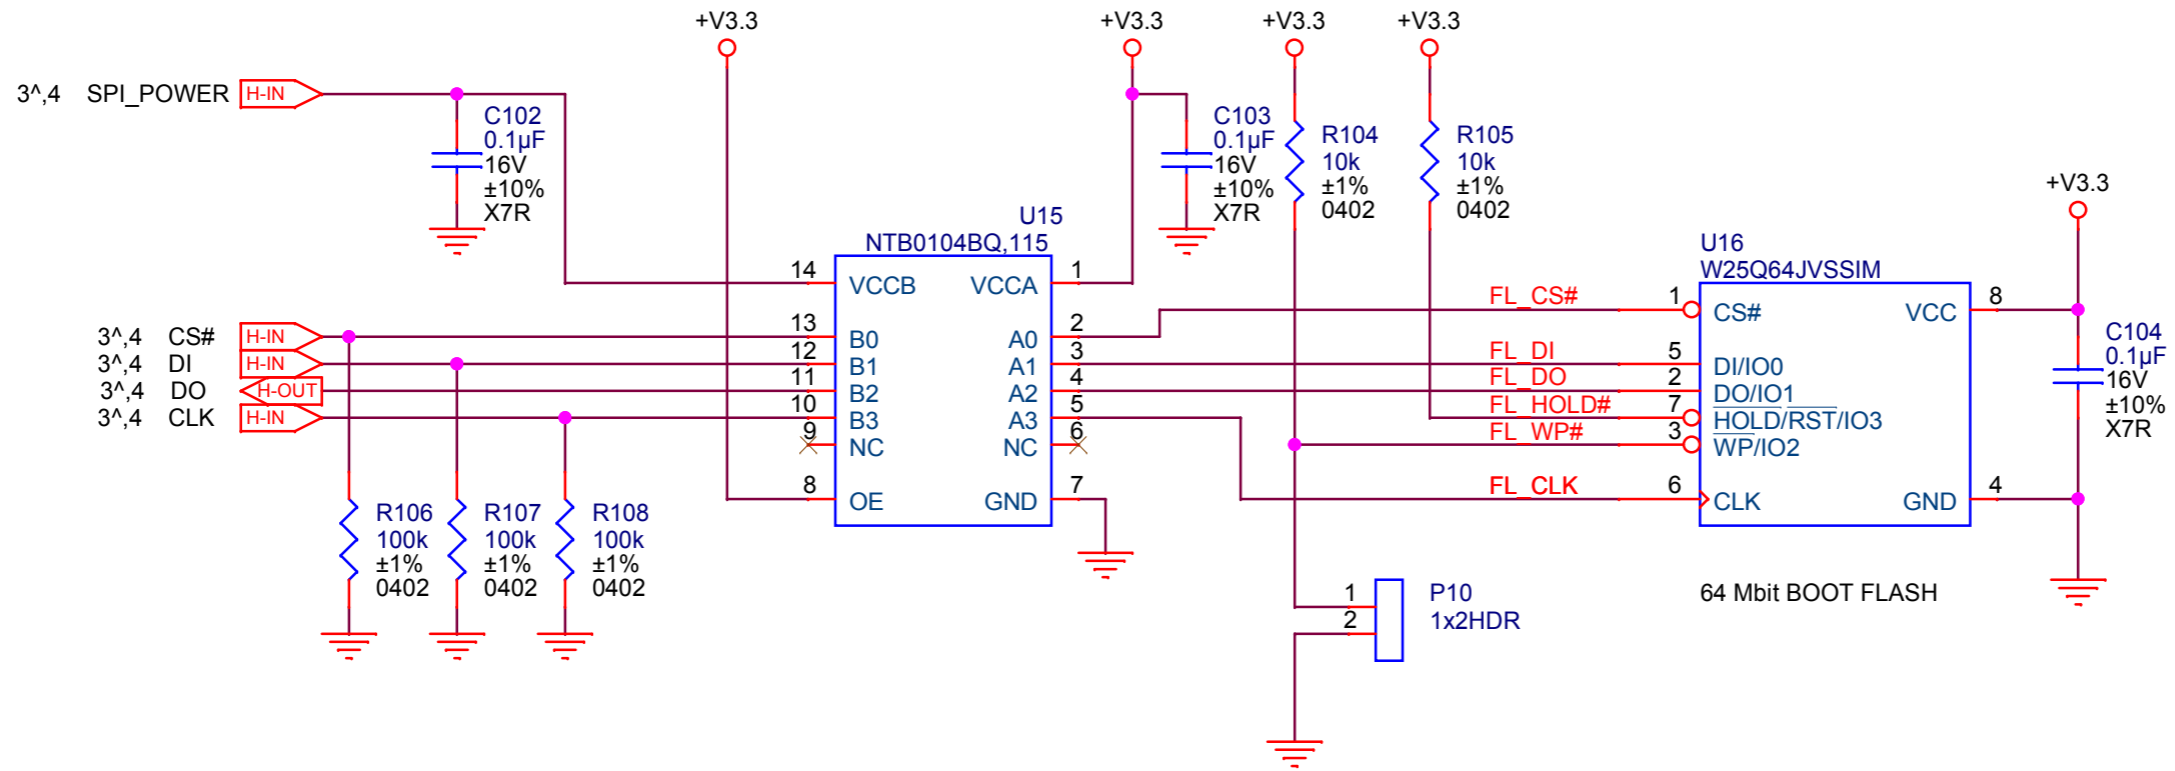 +V3.3
+V3.3
+V3.3
+V3.3
3^,4 SPI_POWER H-IN
C102
0.1µF
16V
±10%
X7R
C103
0.1µF
16V
±10%
X7R
R104
10k
±1%
0402
R105
10k
±1%
0402
+V3.3
U15
NTB0104BQ,115
14 VCCB VCCA 1
13 B0 A0 2
12 B1 A1 3
11 B2 A2 4
10 B3 A3 5
9 NC NC 6
8 OE GND 7
3^,4 CS# H-IN
3^,4 DI H-IN
3^,4 DO H-OUT
3^,4 CLK H-IN
R106
100k
±1%
0402
R107
100k
±1%
0402
R108
100k
±1%
0402
U16
W25Q64JVSSIM
FL_CS# 1 CS# VCC 8
FL_DI 5 DI/IO0
FL_DO 2 DO/IO1
FL_HOLD# 7 HOLD/RST/IO3
FL_WP# 3 WP/IO2
FL_CLK 6 CLK GND 4
C104
0.1µF
16V
±10%
X7R
1
2
P10
1x2HDR
64 Mbit BOOT FLASH